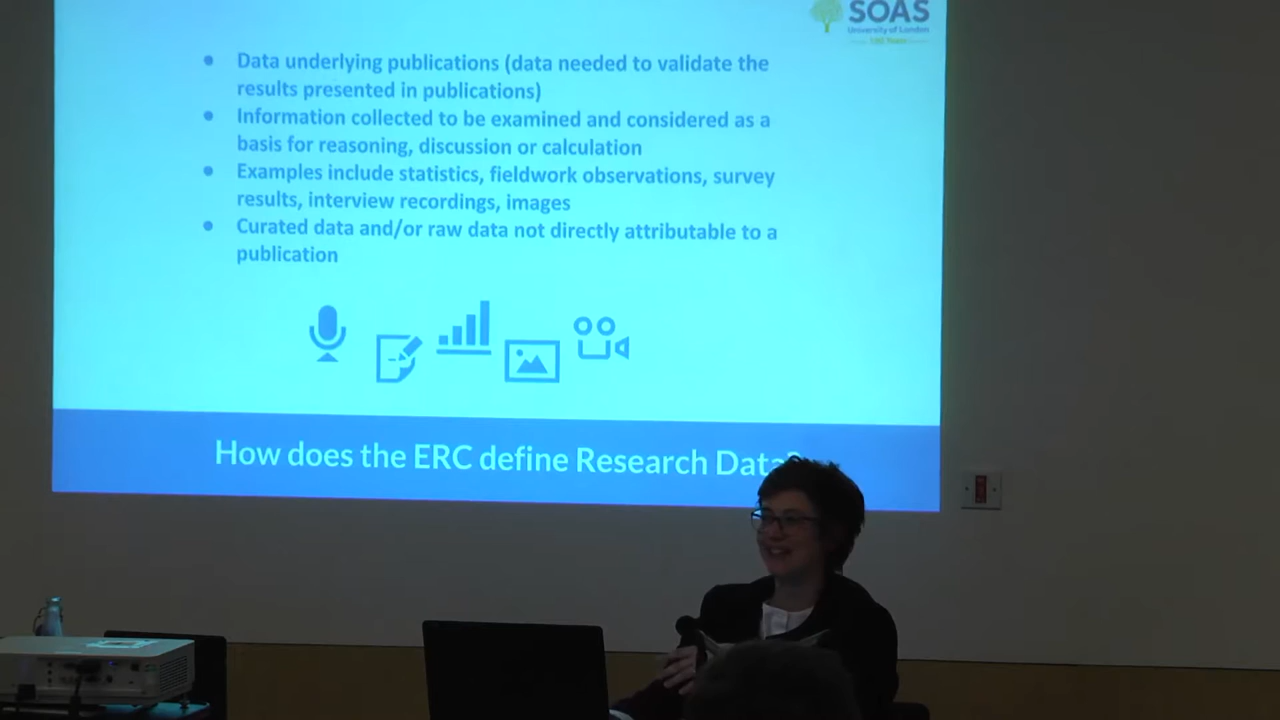 SOAS
University of London
Data underlying publications (data needed to validate the
results presented in publications)
Information collected to be examined and considered as a
basis for reasoning, discussion or calculation
Examples include statistics, fieldwork observations, survey
results, interview recordings, images
Curated data and/or raw data not directly attributable to a
publication
How does the ERC define Research Data?